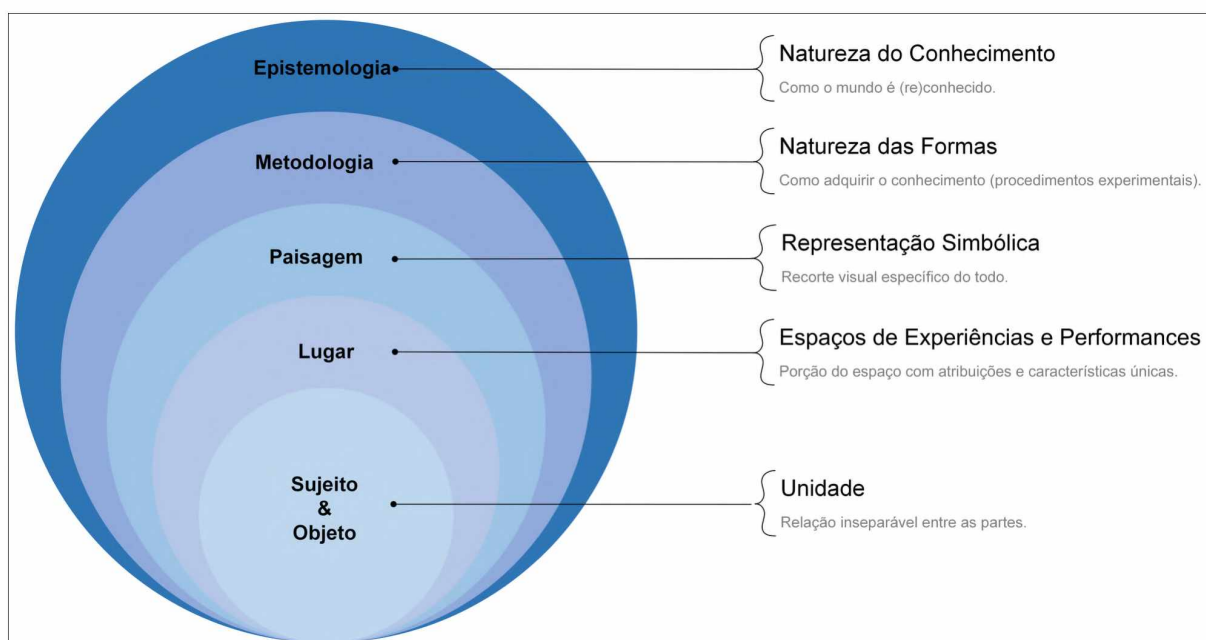 Epistemologia
Natureza do Conhecimento
Como o mundo é (re)conhecido.
Metodologia
Natureza das Formas
Como adquirir o conhecimento (procedimentos experimentais).
Paisagem
Representação Simbólica
Recorte visual específico do todo.
Lugar
Espaços de Experiências e Performances
Porção do espaço com atribuições e características únicas.
Sujeito
&
Objeto
Unidade
Relação inseparável entre as partes.